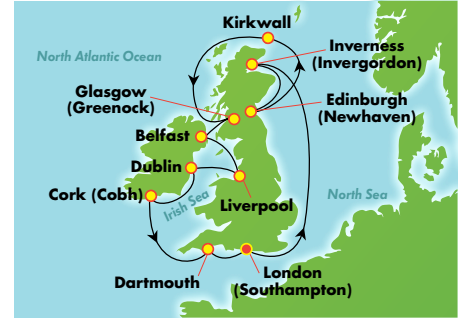 Kirkwall
North Atlantic Ocean
Inverness
(Invergordon)
Glasgow
(Greenock)
Edinburgh
(Newhaven)
Belfast
Dublin
Cork (Cobh)
Irish Sea
Liverpool
North Sea
Dartmouth
London
(Southampton)